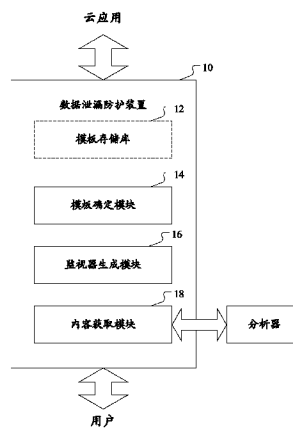 云应用
10
数据泄漏防护装置
12
模板存储库
14
模板确定模块
16
监视器生成模块
18
内容获取模块
分析器
用户